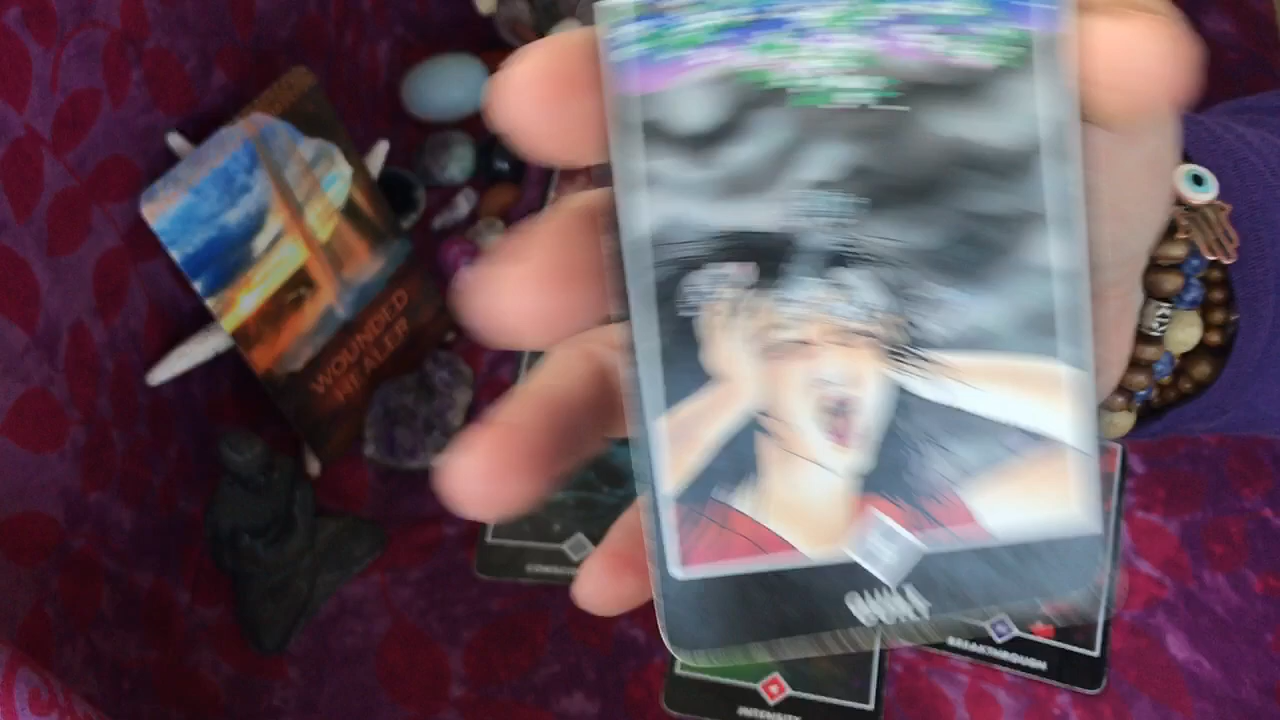 WOUNDED
HEALER
GUILT
BREAKTHROUGH
INTENSITY